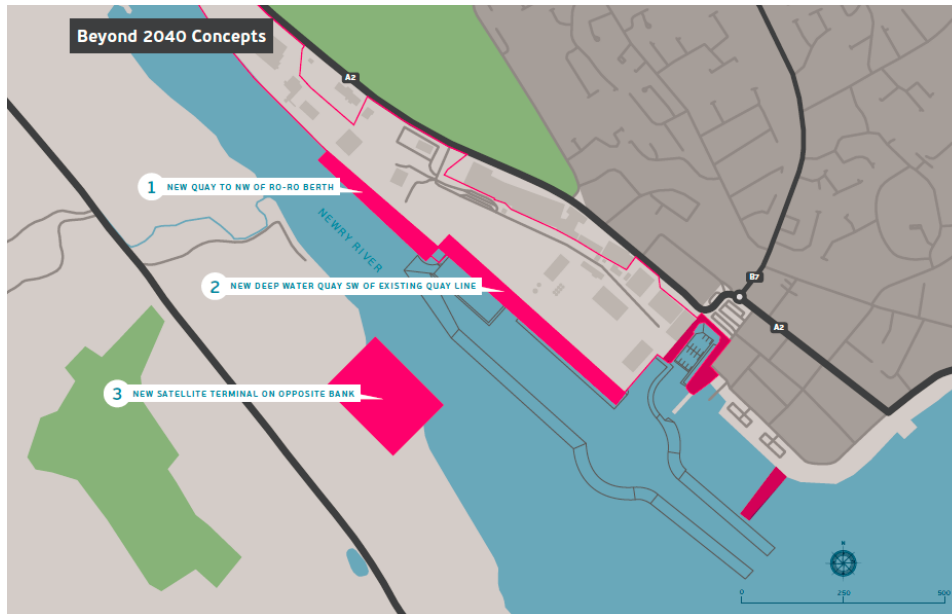 Beyond 2040 Concepts
A2
1 NEW QUAY TO NW OF RO-RO BERTH
NEWRY RIVER
B7
2 NEW DEEP WATER QUAY SW OF EXISTING QUAY LINE
A2
3 NEW SATELLITE TERMINAL ON OPPOSITE BANK
N
0 250 500